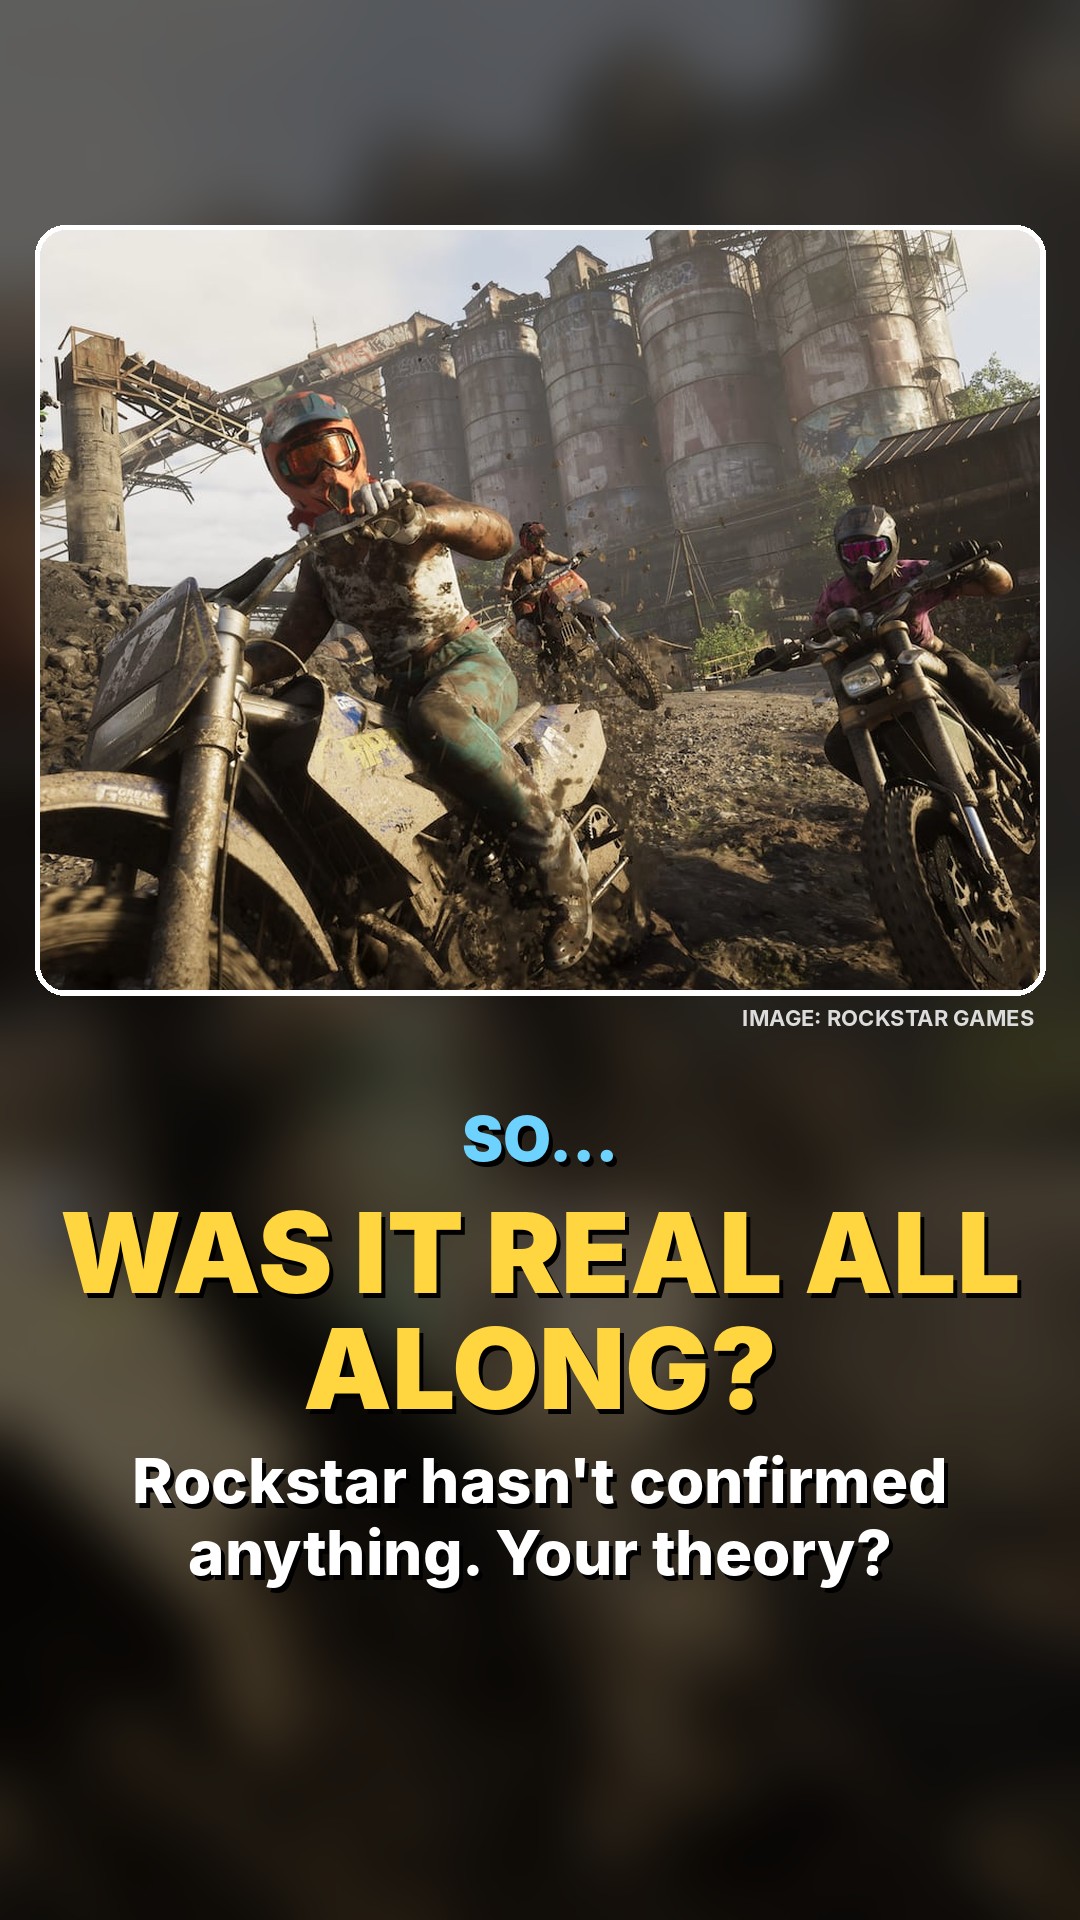 C
A
S
IMAGE: ROCKSTAR GAMES
SO...
WAS IT REAL ALL
ALONG?
Rockstar hasn't confirmed
anything. Your theory?